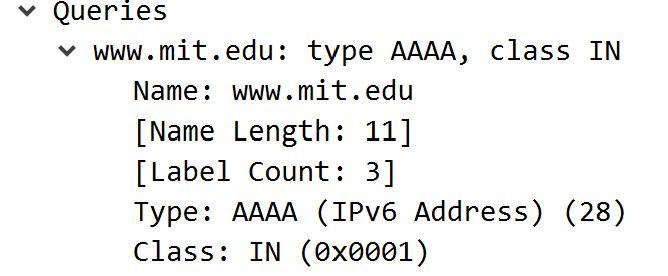 Queries
www.mit.edu: type AAAA, class IN
Name: www.mit.edu
[Name Length: 11]
[Label Count: 3]
Type: AAAA (IPv6 Address) (28)
Class: IN (0x0001)